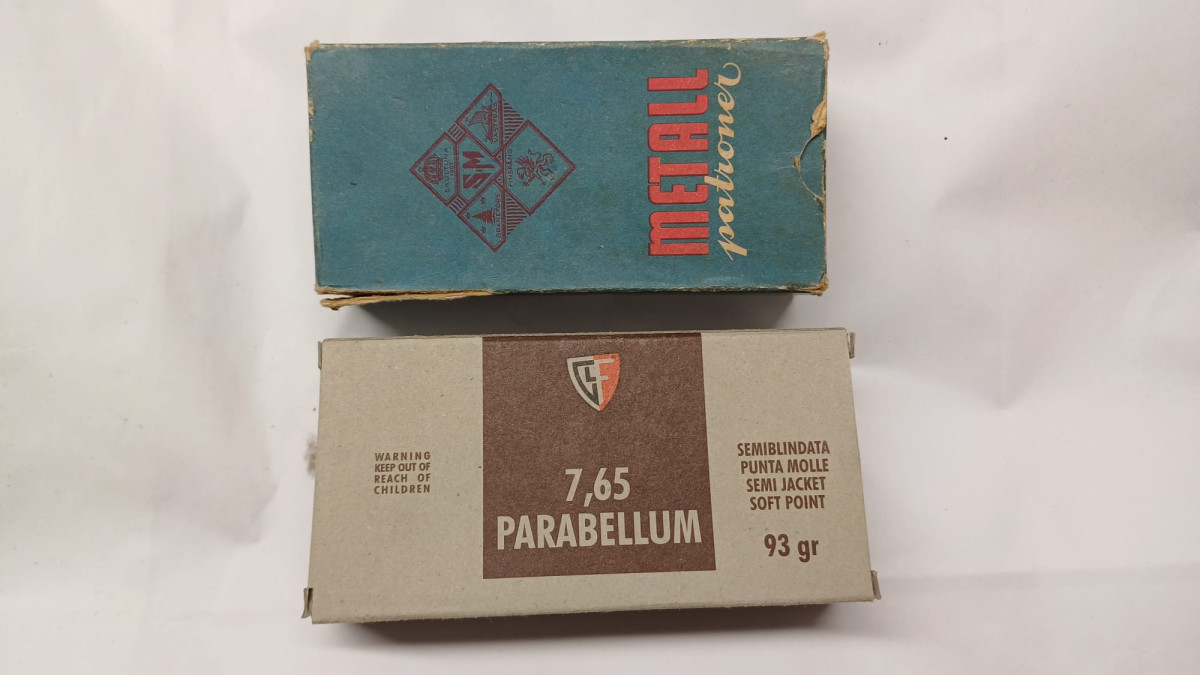 METALL
patroner
SM
7,65
PARABELLUM
WARNING
KEEP OUT OF
REACH OF
CHILDREN
SEMIBLINDATA
PUNTA MOLLE
SEMI JACKET
SOFT POINT
93 gr